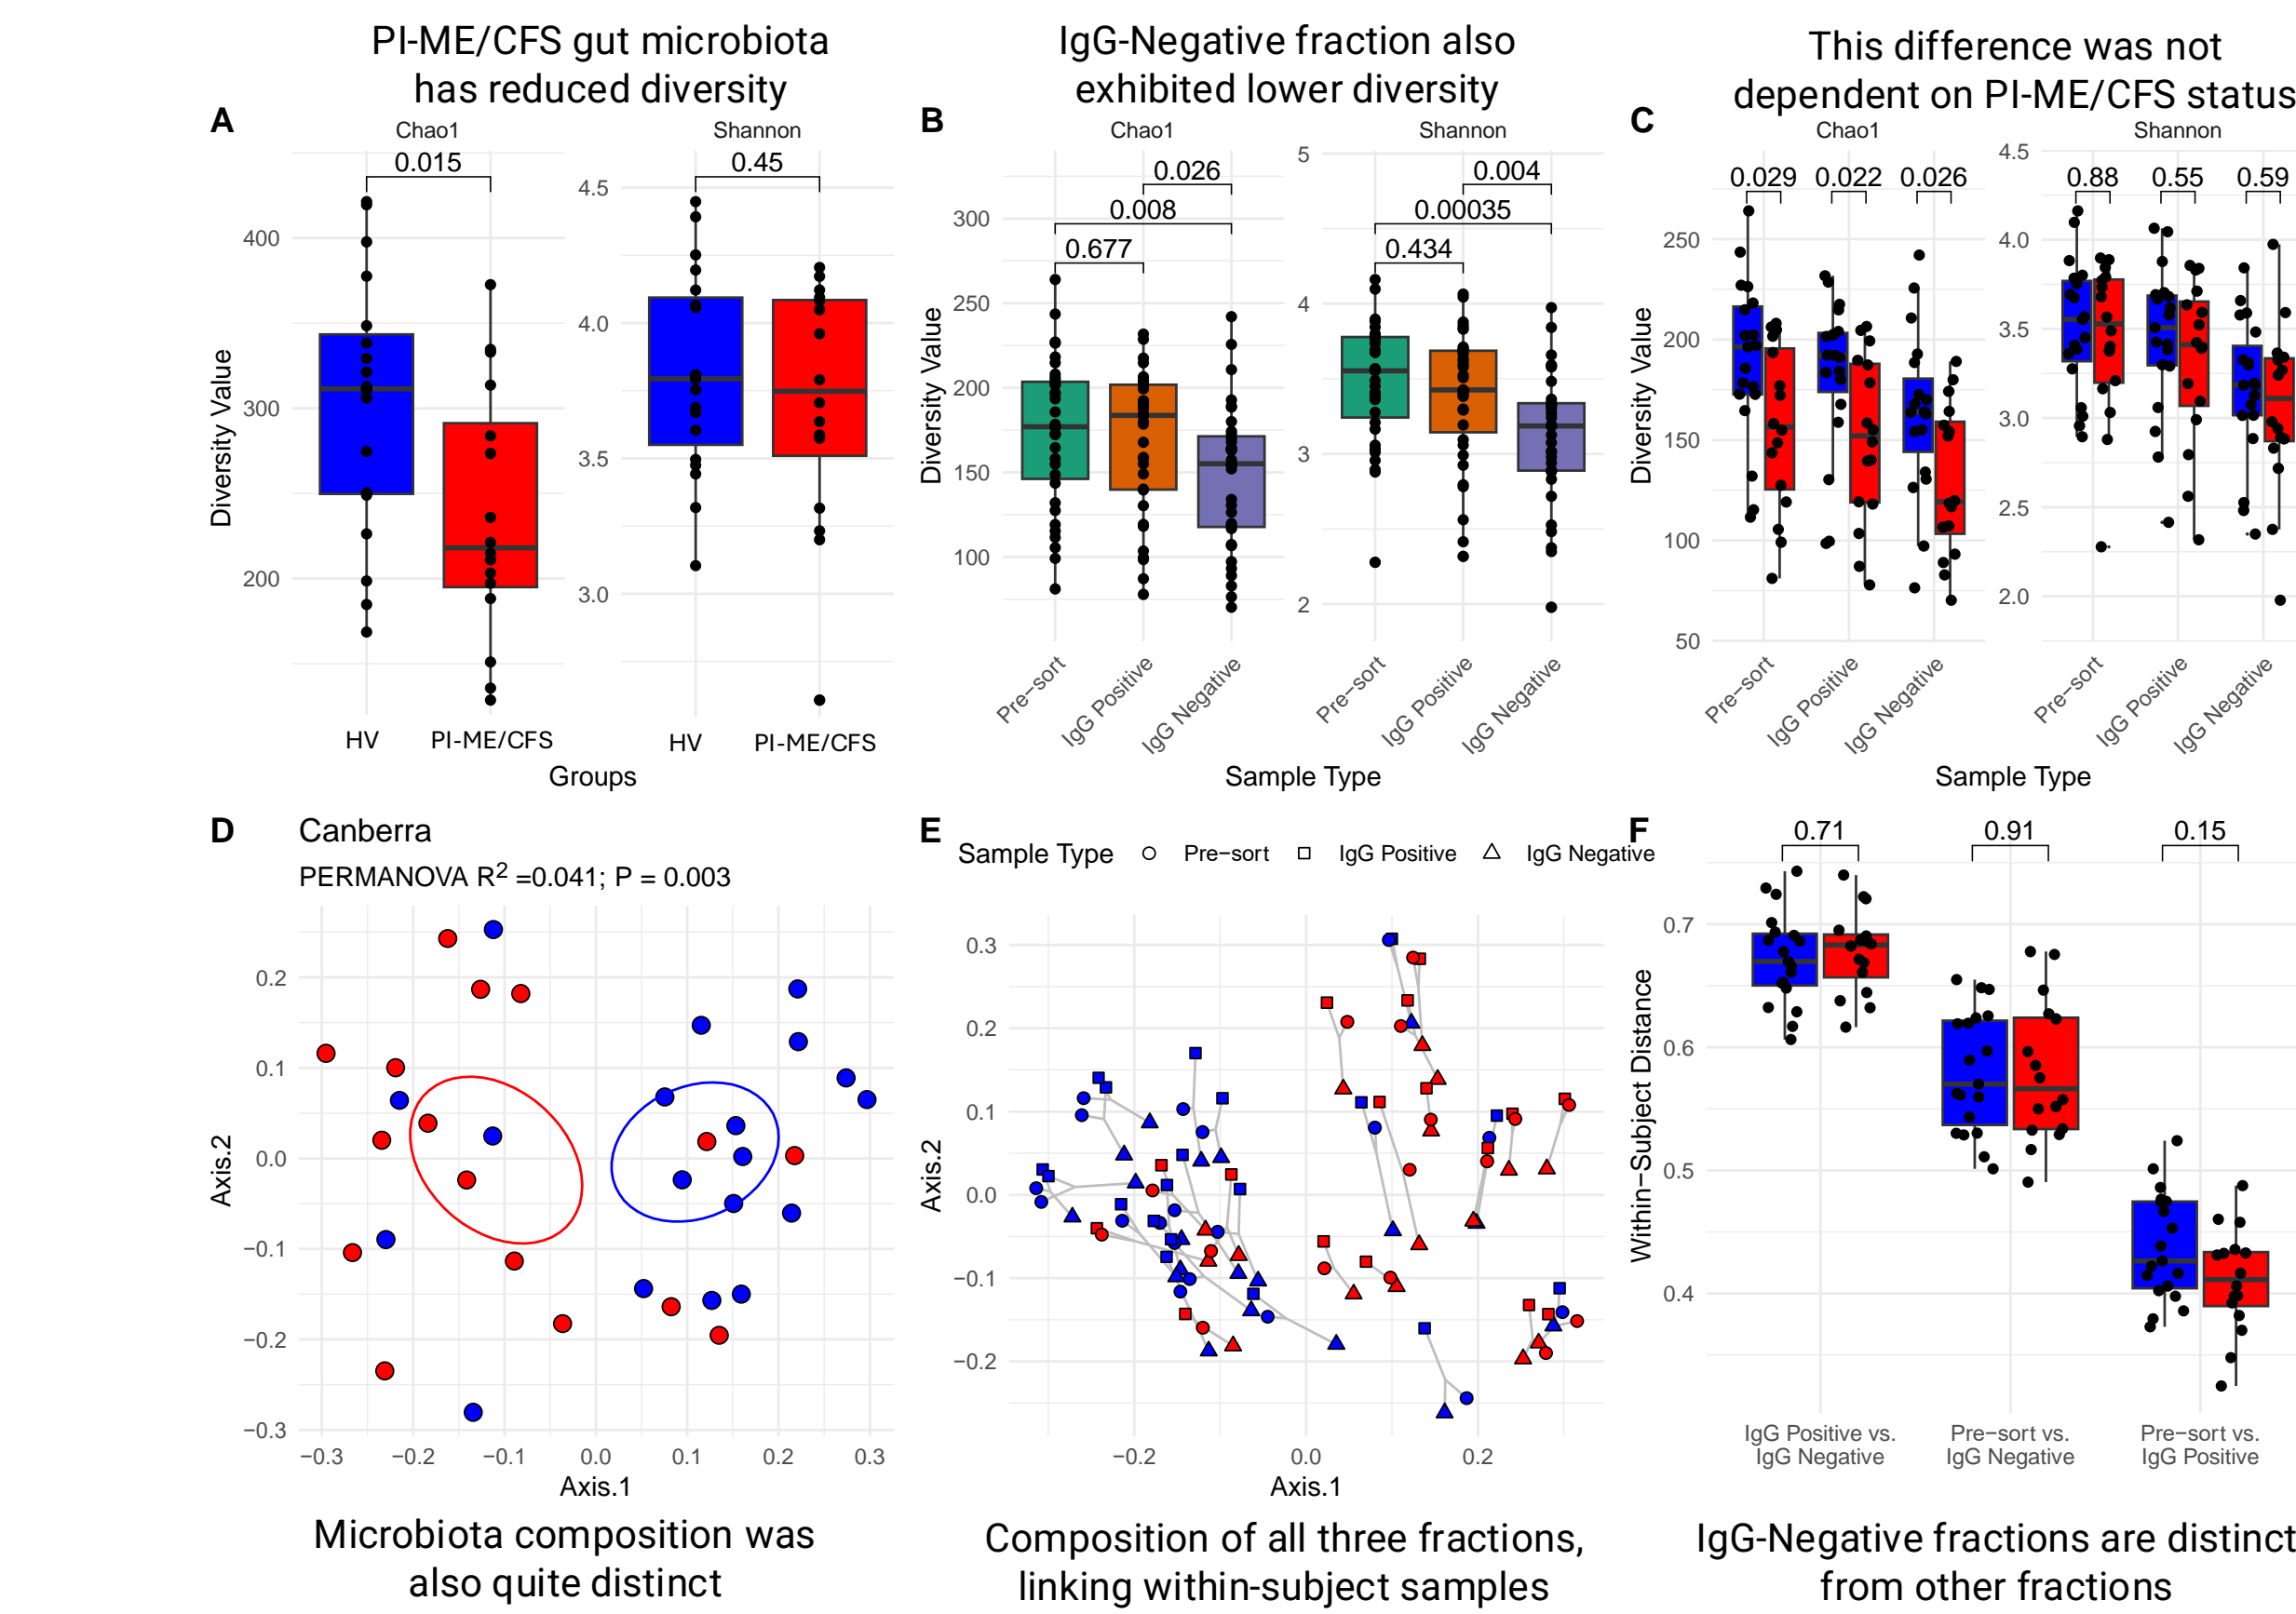 PI-ME/CFS gut microbiota
has reduced diversity
IgG-Negative fraction also
exhibited lower diversity
This difference was not
dependent on PI-ME/CFS status
A
Chao1
Shannon
0.015
0.45
Diversity Value
400
300
200
4.5
4.0
3.5
3.0
HV
PI-ME/CFS
HV
PI-ME/CFS
Groups
B
Chao1
Shannon
0.026
0.008
0.677
0.004
0.00035
0.434
Diversity Value
300
250
200
150
100
5
4
3
2
Pre−sort
IgG Positive
IgG Negative
Pre−sort
IgG Positive
IgG Negative
Sample Type
C
Chao1
Shannon
0.029
0.022
0.026
0.88
0.55
0.59
Diversity Value
250
200
150
100
50
4.5
4.0
3.5
3.0
2.5
2.0
Pre−sort
IgG Positive
IgG Negative
Pre−sort
IgG Positive
IgG Negative
Sample Type
D
Canberra
PERMANOVA R2 =0.041; P = 0.003
Axis.2
0.2
0.1
0.0
−0.1
−0.2
−0.3
−0.3
−0.2
−0.1
0.0
0.1
0.2
0.3
Axis.1
E
Sample Type
Pre−sort
IgG Positive
IgG Negative
Axis.2
0.3
0.2
0.1
0.0
−0.1
−0.2
−0.2
0.0
0.2
Axis.1
F
0.71
0.91
0.15
Within−Subject Distance
0.7
0.6
0.5
0.4
IgG Positive vs.
IgG Negative
Pre−sort vs.
IgG Negative
Pre−sort vs.
IgG Positive
Microbiota composition was
also quite distinct
Composition of all three fractions,
linking within-subject samples
IgG-Negative fractions are distinct
from other fractions